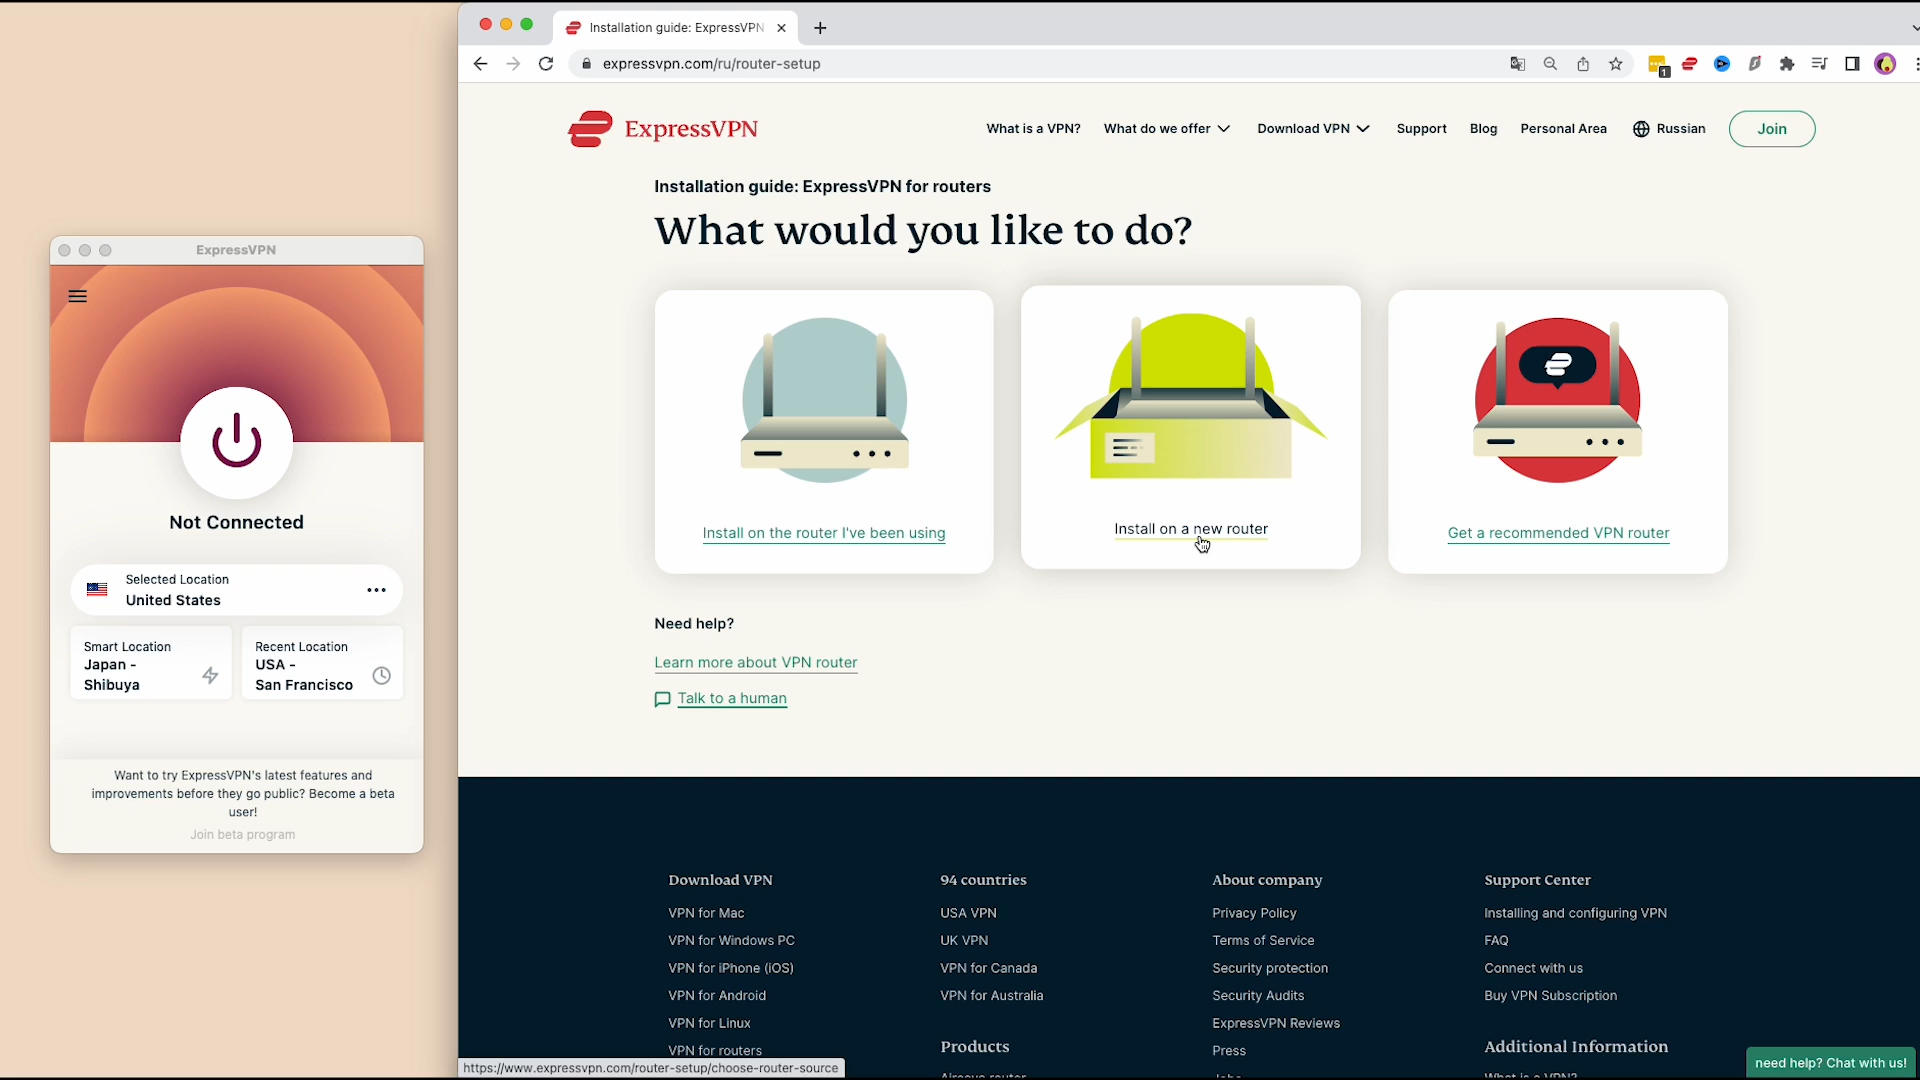 Installation guide: ExpressVPN
expressvpn.com/ru/router-setup
1
ExpressVPN
What is a VPN?
What do we offer
Download VPN
Support
Blog
Personal Area
Russian
Join
Installation guide: ExpressVPN for routers
What would you like to do?
Install on the router I've been using
Install on a new router
Get a recommended VPN router
Need help?
Learn more about VPN router
Talk to a human
ExpressVPN
Not Connected
Selected Location
United States
Smart Location
Japan -
Shibuya
Recent Location
USA -
San Francisco
Want to try ExpressVPN's latest features and
improvements before they go public? Become a beta
user!
Join beta program
Download VPN
VPN for Mac
VPN for Windows PC
VPN for iPhone (iOS)
VPN for Android
VPN for Linux
VPN for routers
94 countries
USA VPN
UK VPN
VPN for Canada
VPN for Australia
Products
About company
Privacy Policy
Terms of Service
Security protection
Security Audits
ExpressVPN Reviews
Press
Support Center
Installing and configuring VPN
FAQ
Connect with us
Buy VPN Subscription
Additional Information
https://www.expressvpn.com/router-setup/choose-router-source
need help? Chat with us!